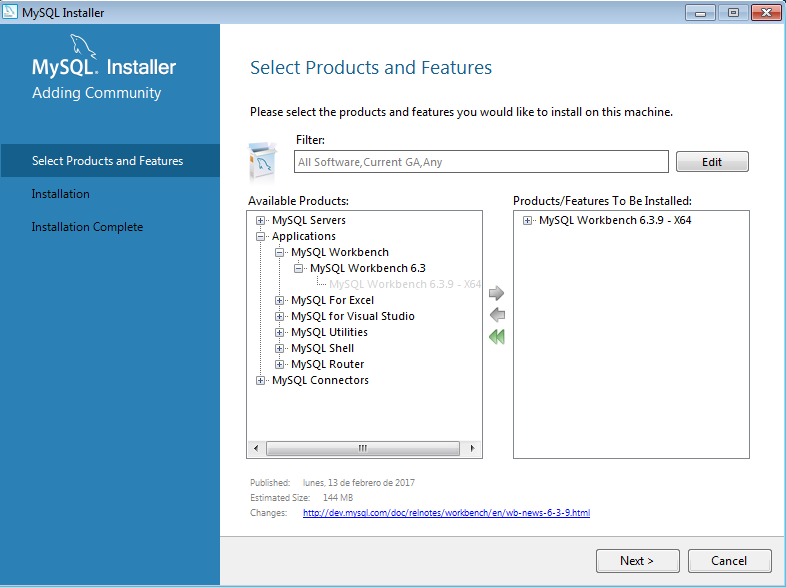 MySQL Installer
MySQL. Installer
Adding Community
Select Products and Features
Installation
Installation Complete
Select Products and Features
Please select the products and features you would like to install on this machine.
Filter:
All Software,Current GA,Any
Edit
Available Products:
MySQL Servers
Applications
MySQL Workbench
MySQL Workbench 6.3
MySQL Workbench 6.3.9 - X64
MySQL For Excel
MySQL for Visual Studio
MySQL Utilities
MySQL Shell
MySQL Router
MySQL Connectors
Products/Features To Be Installed:
MySQL Workbench 6.3.9 - X64
Published: lunes, 13 de febrero de 2017
Estimated Size: 144 MB
Changes: http://dev.mysql.com/doc/relnotes/workbench/en/wb-news-6-3-9.html
Next > Cancel